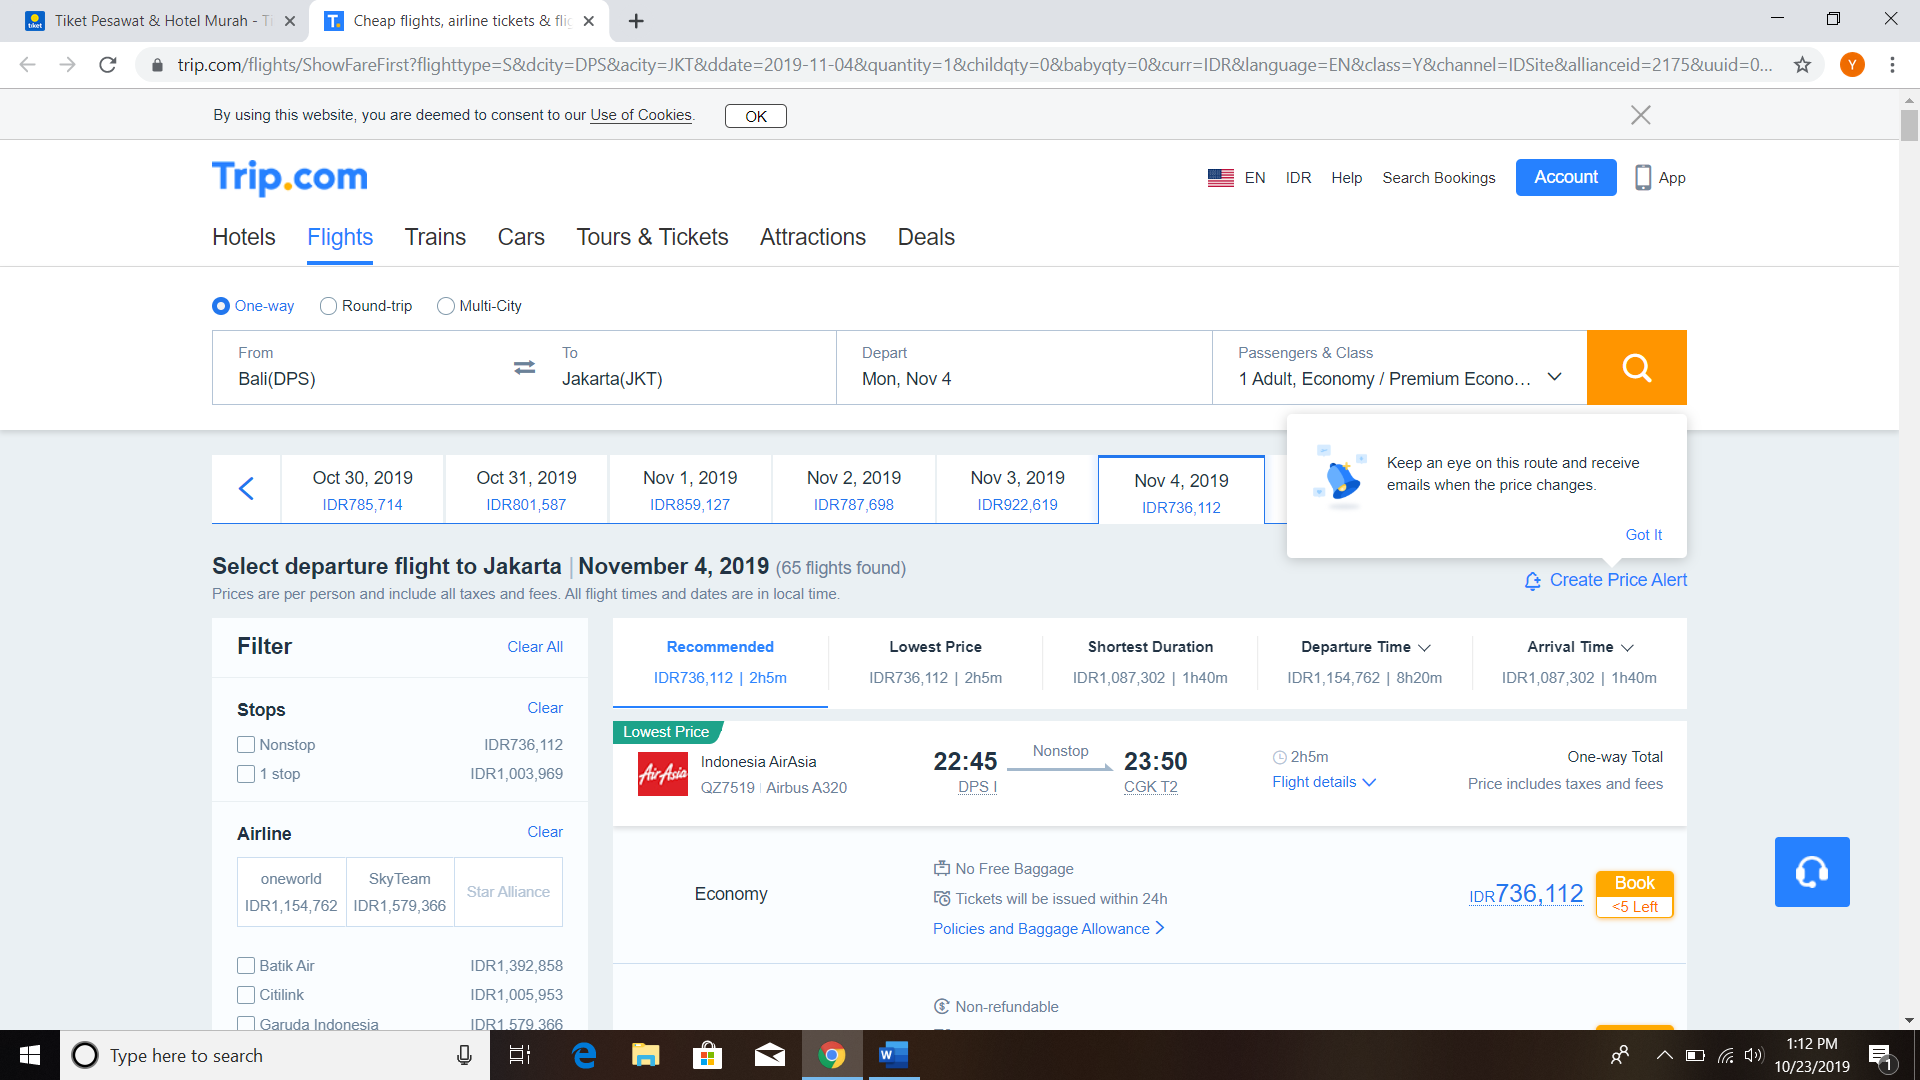 Tiket Pesawat & Hotel Murah - Ti
Cheap flights, airline tickets & flig
trip.com/flights/ShowFareFirst?flighttype=S&dcity=DPS&acity=JKT&ddate=2019-11-04&quantity=1&childqty=0&babyqty=0&curr=IDR&language=EN&class=Y&channel=IDSite&allianceid=2175&uuid=0...
Y
By using this website, you are deemed to consent to our Use of Cookies.
OK
Trip.com
EN IDR Help Search Bookings Account App
Hotels Flights Trains Cars Tours & Tickets Attractions Deals
One-way Round-trip Multi-City
From To Depart Passengers & Class
Bali(DPS) Jakarta(JKT) Mon, Nov 4 1 Adult, Economy / Premium Econo...
Keep an eye on this route and receive
emails when the price changes.
Got It
Oct 30, 2019 Oct 31, 2019 Nov 1, 2019 Nov 2, 2019 Nov 3, 2019 Nov 4, 2019
IDR785,714 IDR801,587 IDR859,127 IDR787,698 IDR922,619 IDR736,112
Select departure flight to Jakarta | November 4, 2019 (65 flights found)
Create Price Alert
Prices are per person and include all taxes and fees. All flight times and dates are in local time.
Filter Clear All
Stops Clear
Nonstop IDR736,112
1 stop IDR1,003,969
Airline Clear
oneworld SkyTeam Star Alliance
IDR1,154,762 IDR1,579,366
Batik Air IDR1,392,858
Citilink IDR1,005,953
Garuda Indonesia IDR1,579,366
Recommended Lowest Price Shortest Duration Departure Time Arrival Time
IDR736,112 | 2h5m IDR736,112 | 2h5m IDR1,087,302 | 1h40m IDR1,154,762 | 8h20m IDR1,087,302 | 1h40m
Lowest Price
AirAsia
Indonesia AirAsia
QZ7519 | Airbus A320
22:45 Nonstop 23:50
DPS I CGK T2
2h5m
Flight details
One-way Total
Price includes taxes and fees
Economy
No Free Baggage
Tickets will be issued within 24h
Policies and Baggage Allowance
IDR736,112
Book
<5 Left
Non-refundable
Type here to search
1:12 PM
10/23/2019
1